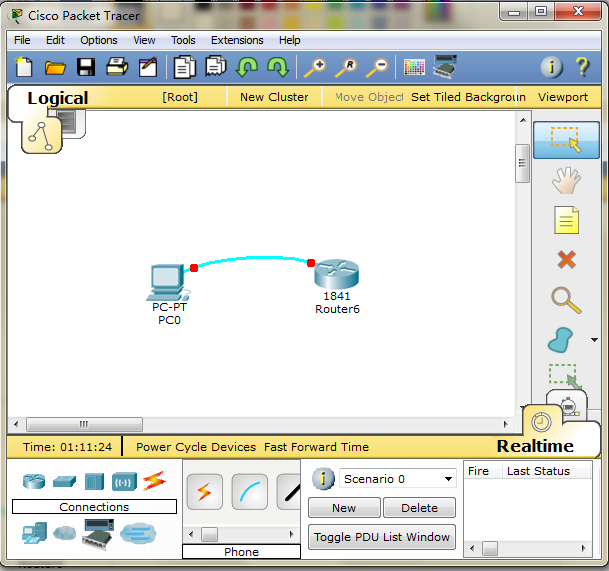 Cisco Packet Tracer
File Edit Options View Tools Extensions Help
Logical [Root] New Cluster Move Object Set Tiled Backgroun Viewport
PC-PT
PC0
1841
Router6
Time: 01:11:24 Power Cycle Devices Fast Forward Time
Realtime
Connections
Phone
Scenario 0
New Delete
Toggle PDU List Window
Fire Last Status